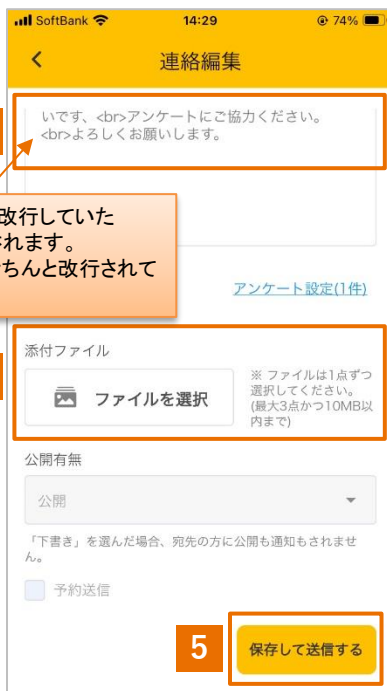 SoftBank 14:29 74%
連絡編集
いです、<br>アンケートにご協力ください。
<br>よろしくお願いします。
改行していた
されます。
ちんと改行されて
アンケート設定(1件)
添付ファイル
ファイルを選択
※ ファイルは1点ずつ
選択してください。
(最大3点かつ10MB以
内まで)
公開有無
公開
「下書き」を選んだ場合、宛先の方に公開も通知もされませ
ん。
予約送信
5
保存して送信する